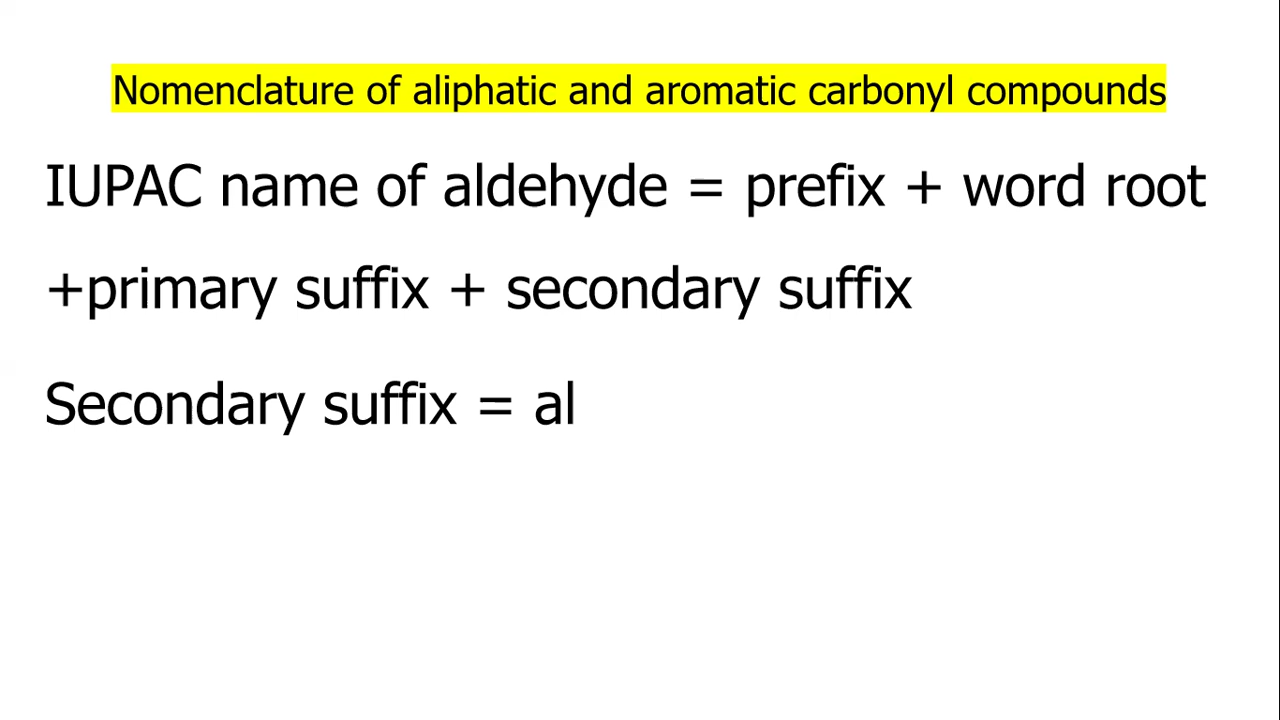 Nomenclature of aliphatic and aromatic carbonyl compounds
IUPAC name of aldehyde = prefix + word root
+primary suffix + secondary suffix
Secondary suffix = al